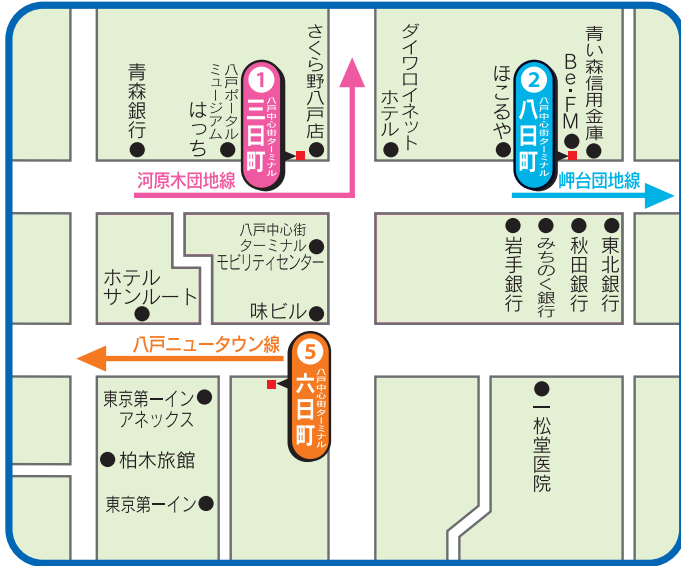 青森銀行
八戸ポータル
ミュージアム
はっち
①
八戸中心街ターミナル
三日町
さくら野八戸店
ダイワロイネット
ホテル
ほこるや
②
八戸中心街ターミナル
八日町
Be・FM
青い森信用金庫
河原木団地線
岬台団地線
ホテル
サンルート
八戸中心街
ターミナル
モビリティセンター
味ビル
岩手銀行
みちのく銀行
秋田銀行
東北銀行
八戸ニュータウン線
⑤
八戸中心街ターミナル
六日町
東京第一イン
アネックス
柏木旅館
東京第一イン
一松堂医院